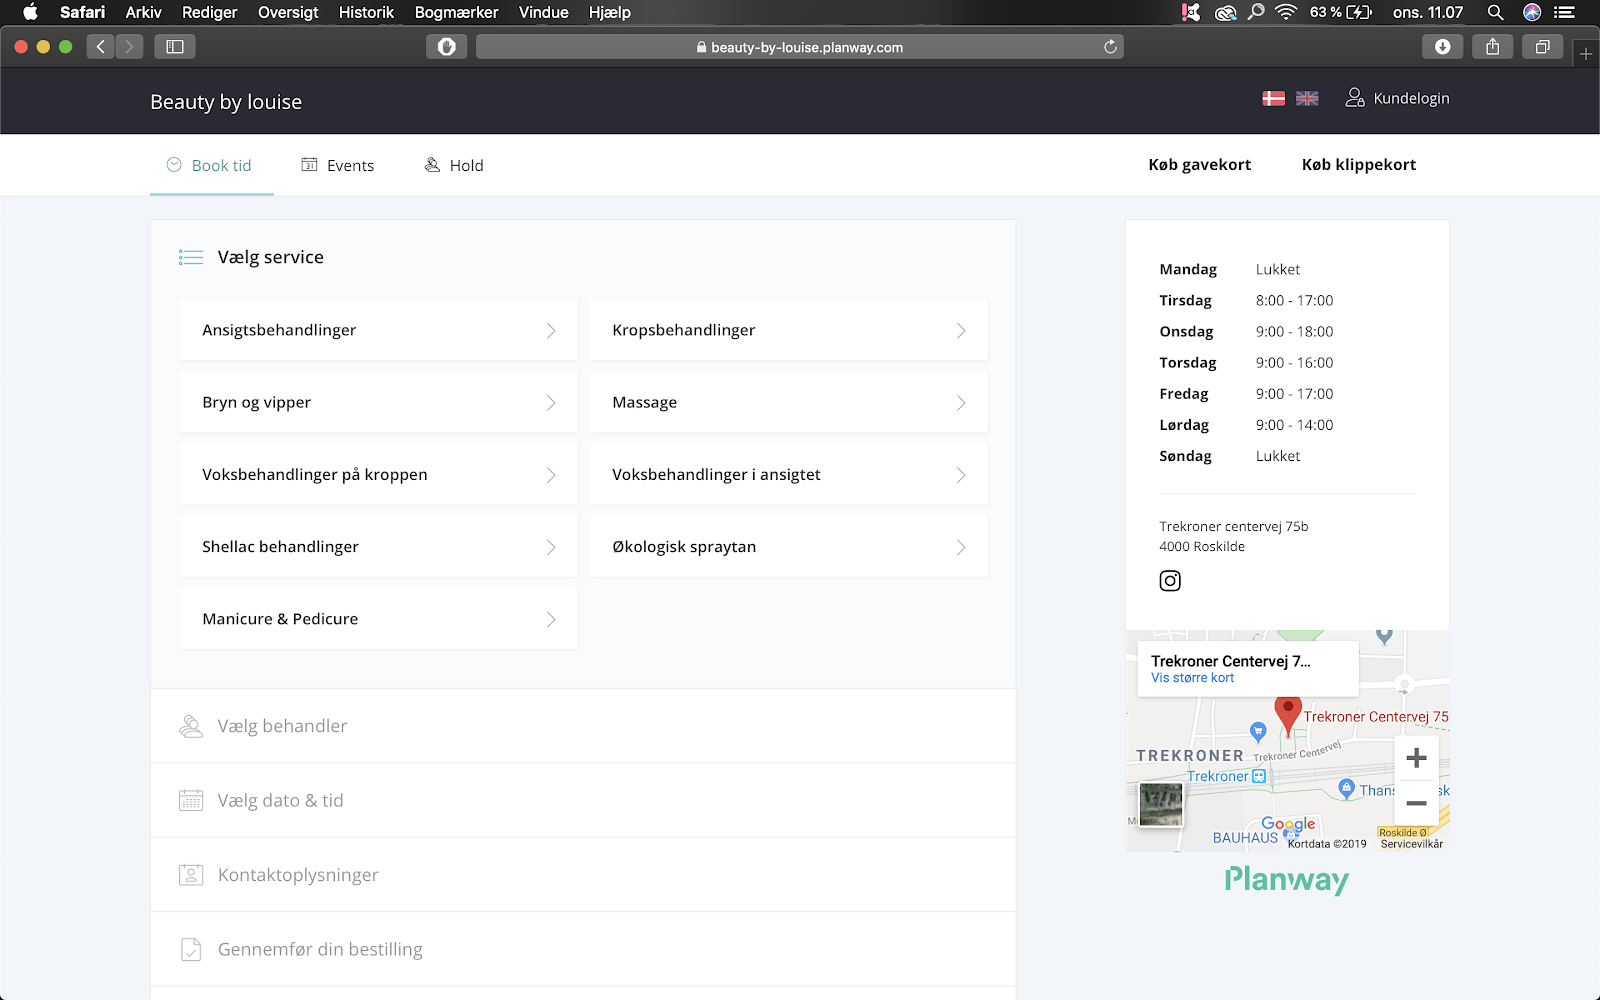 Safari Arkiv Rediger Oversigt Historik Bogmærker Vindue Hjælp 63 % ons. 11.07
beauty-by-louise.planway.com
Beauty by louise
Kundelogin
Book tid
Events
Hold
Køb gavekort
Køb klippekort
Vælg service
Ansigtsbehandlinger
Kropsbehandlinger
Bryn og vipper
Massage
Voksbehandlinger på kroppen
Voksbehandlinger i ansigtet
Shellac behandlinger
Økologisk spraytan
Manicure & Pedicure
Vælg behandler
Vælg dato & tid
Kontaktoplysninger
Gennemfør din bestilling
Mandag Lukket
Tirsdag 8:00 - 17:00
Onsdag 9:00 - 18:00
Torsdag 9:00 - 16:00
Fredag 9:00 - 17:00
Lørdag 9:00 - 14:00
Søndag Lukket
Trekroner centervej 75b
4000 Roskilde
Trekroner Centervej 7...
Vis større kort
Trekroner Centervej 75
TREKRONER
Trekroner Centervej
Trekroner
Google
BAUHAUS
Roskilde Ø
Kortdata ©2019 Servicevilkår
Planway